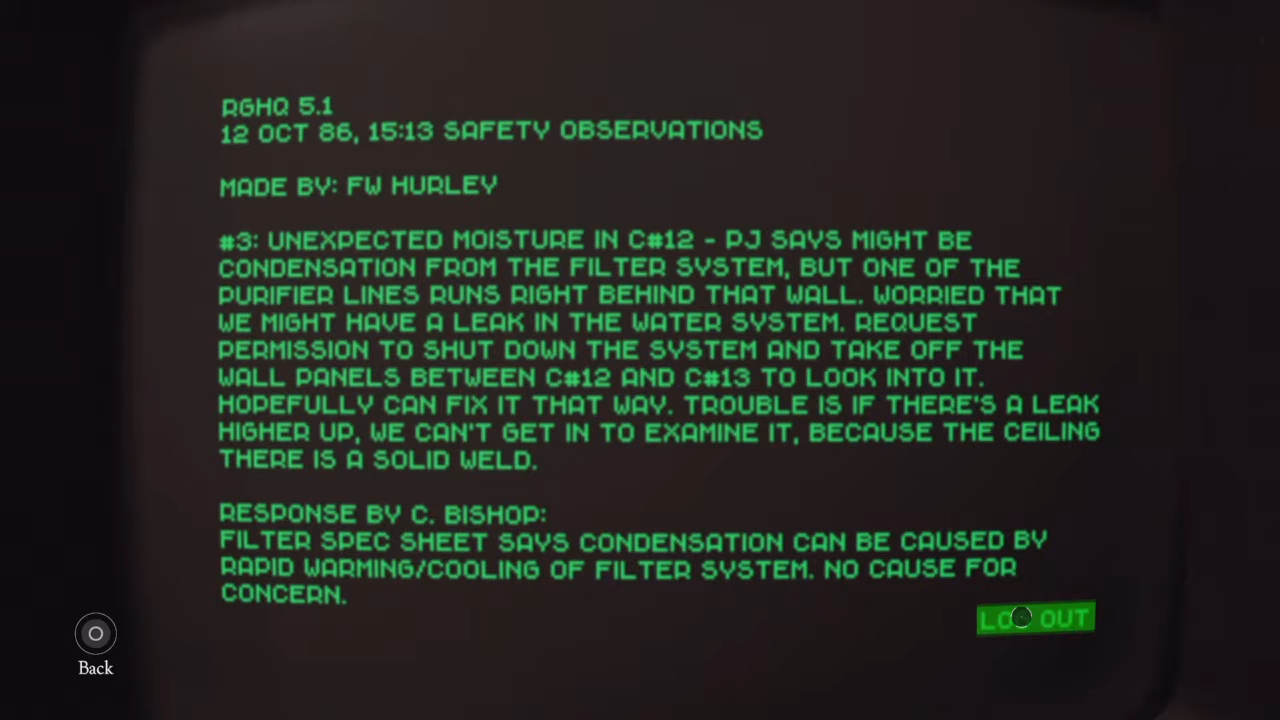 RGHQ 5.1
12 OCT 86, 15:13 SAFETY OBSERVATIONS
MADE BY: FW HURLEY
#3: UNEXPECTED MOISTURE IN C#12 - PJ SAYS MIGHT BE
CONDENSATION FROM THE FILTER SYSTEM, BUT ONE OF THE
PURIFIER LINES RUNS RIGHT BEHIND THAT WALL. WORRIED THAT
WE MIGHT HAVE A LEAK IN THE WATER SYSTEM. REQUEST
PERMISSION TO SHUT DOWN THE SYSTEM AND TAKE OFF THE
WALL PANELS BETWEEN C#12 AND C#13 TO LOOK INTO IT.
HOPEFULLY CAN FIX IT THAT WAY. TROUBLE IS IF THERE'S A LEAK
HIGHER UP, WE CAN'T GET IN TO EXAMINE IT, BECAUSE THE CEILING
THERE IS A SOLID WELD.
RESPONSE BY C. BISHOP:
FILTER SPEC SHEET SAYS CONDENSATION CAN BE CAUSED BY
RAPID WARMING/COOLING OF FILTER SYSTEM. NO CAUSE FOR
CONCERN.
LOG OUT
Back